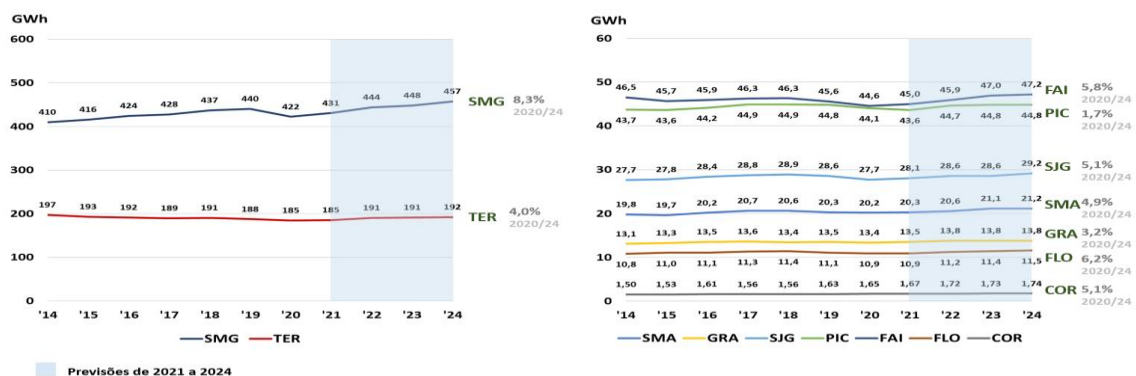 GWh
600
500
400
300
200
100
0
410 416 424 428 437 440 422 431 444 448 457
SMG 8,3%
2020/24
197 193 192 189 191 188 185 185 191 191 192
TER 4,0%
2020/24
'14 '15 '16 '17 '18 '19 '20 '21 '22 '23 '24
SMG TER
Previsões de 2021 a 2024
GWh
60
50
40
30
20
10
0
46,5 45,7 45,9 46,3 46,3 45,6 44,6 45,0 45,9 47,0 47,2
FAI 5,8%
2020/24
43,7 43,6 44,2 44,9 44,9 44,8 44,1 43,6 44,7 44,8 44,8
PIC 1,7%
2020/24
27,7 27,8 28,4 28,8 28,9 28,6 27,7 28,1 28,6 28,6 29,2
SJG 5,1%
2020/24
19,8 19,7 20,2 20,7 20,6 20,3 20,2 20,3 20,6 21,1 21,2
SMA 4,9%
2020/24
13,1 13,3 13,5 13,6 13,4 13,5 13,4 13,5 13,8 13,8 13,8
GRA 3,2%
2020/24
10,8 11,0 11,1 11,3 11,4 11,1 10,9 10,9 11,2 11,4 11,5
FLO 6,2%
2020/24
1,50 1,53 1,61 1,56 1,56 1,63 1,65 1,67 1,72 1,73 1,74
COR 5,1%
2020/24
'14 '15 '16 '17 '18 '19 '20 '21 '22 '23 '24
SMA GRA SJG PIC FAI FLO COR